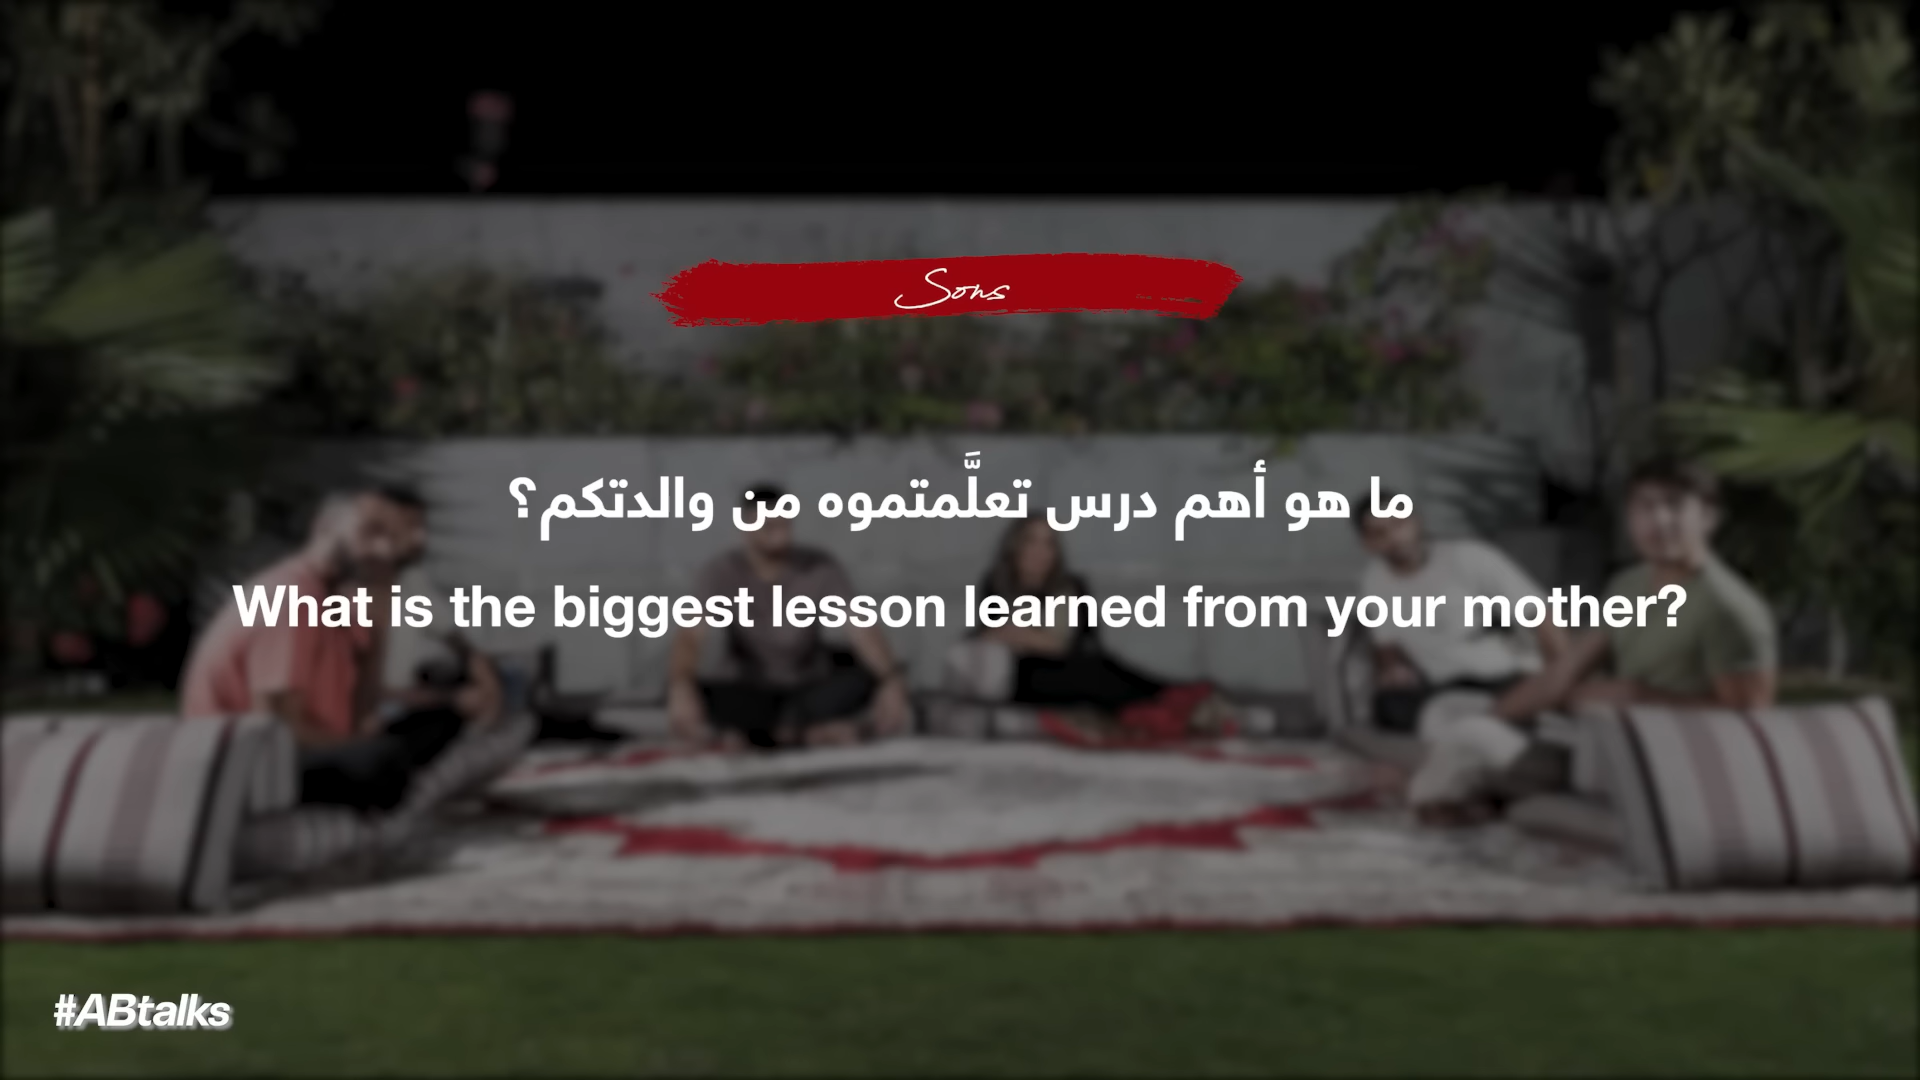 Sons
ما هو أهم درس تعلَّمتموه من والدتكم؟
What is the biggest lesson learned from your mother?
#ABtalks